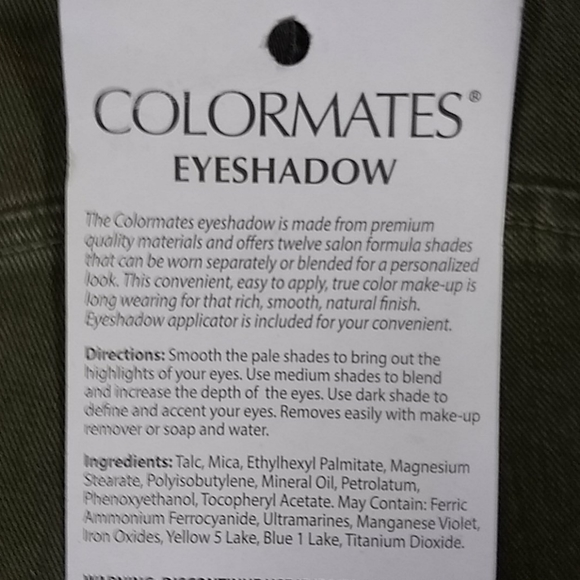 COLORMATES®
EYESHADOW
The Colormates eyeshadow is made from premium
quality materials and offers twelve salon formula shades
that can be worn separately or blended for a personalized
look. This convenient, easy to apply, true color make-up is
long wearing for that rich, smooth, natural finish.
Eyeshadow applicator is included for your convenient.
Directions: Smooth the pale shades to bring out the
highlights of your eyes. Use medium shades to blend
and increase the depth of the eyes. Use dark shade to
define and accent your eyes. Removes easily with make-up
remover or soap and water.
Ingredients: Talc, Mica, Ethylhexyl Palmitate, Magnesium
Stearate, Polyisobutylene, Mineral Oil, Petrolatum,
Phenoxyethanol, Tocopheryl Acetate. May Contain: Ferric
Ammonium Ferrocyanide, Ultramarines, Manganese Violet,
Iron Oxides, Yellow 5 Lake, Blue 1 Lake, Titanium Dioxide.